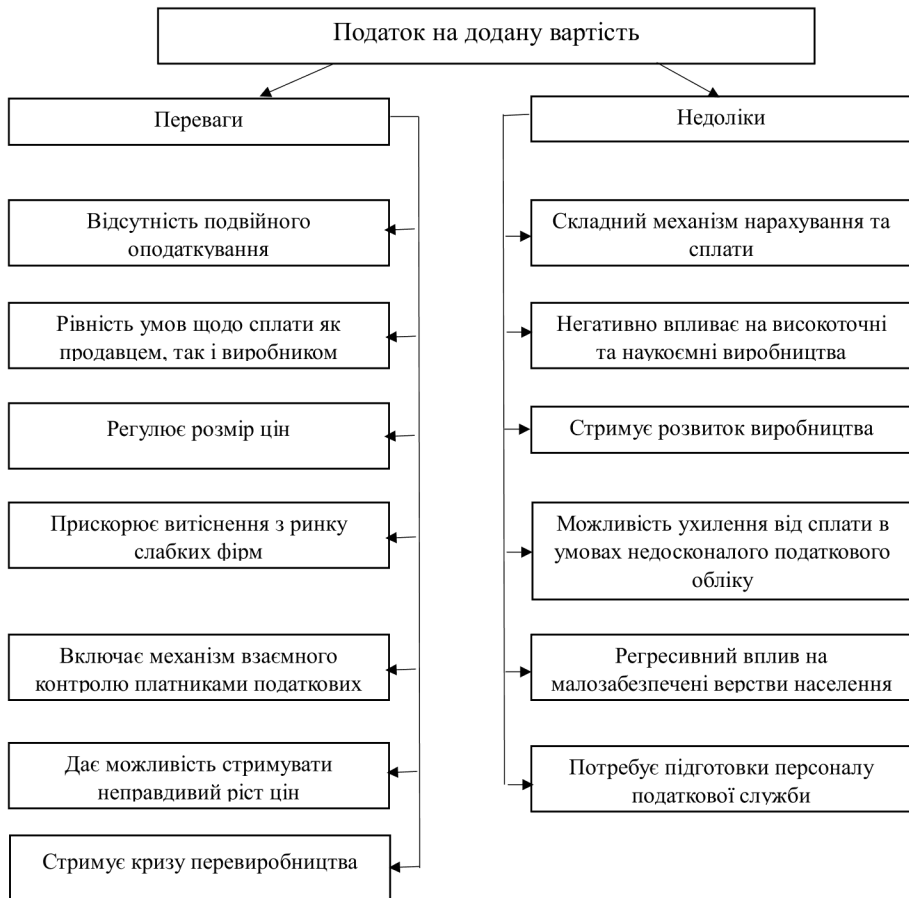 Податок на додану вартість
Переваги
Відсутність подвійного
оподаткування
Рівність умов щодо сплати як
продавцем, так і виробником
Регулює розмір цін
Прискорює витіснення з ринку
слабких фірм
Включає механізм взаємного
контролю платниками податкових
Дає можливість стримувати
неправдивий ріст цін
Стримує кризу перевиробництва
Недоліки
Складний механізм нарахування та
сплати
Негативно впливає на високоточні
та наукоємні виробництва
Стримує розвиток виробництва
Можливість ухилення від сплати в
умовах недосконалого податкового
обліку
Регресивний вплив на
малозабезпечені верстви населення
Потребує підготовки персоналу
податкової служби